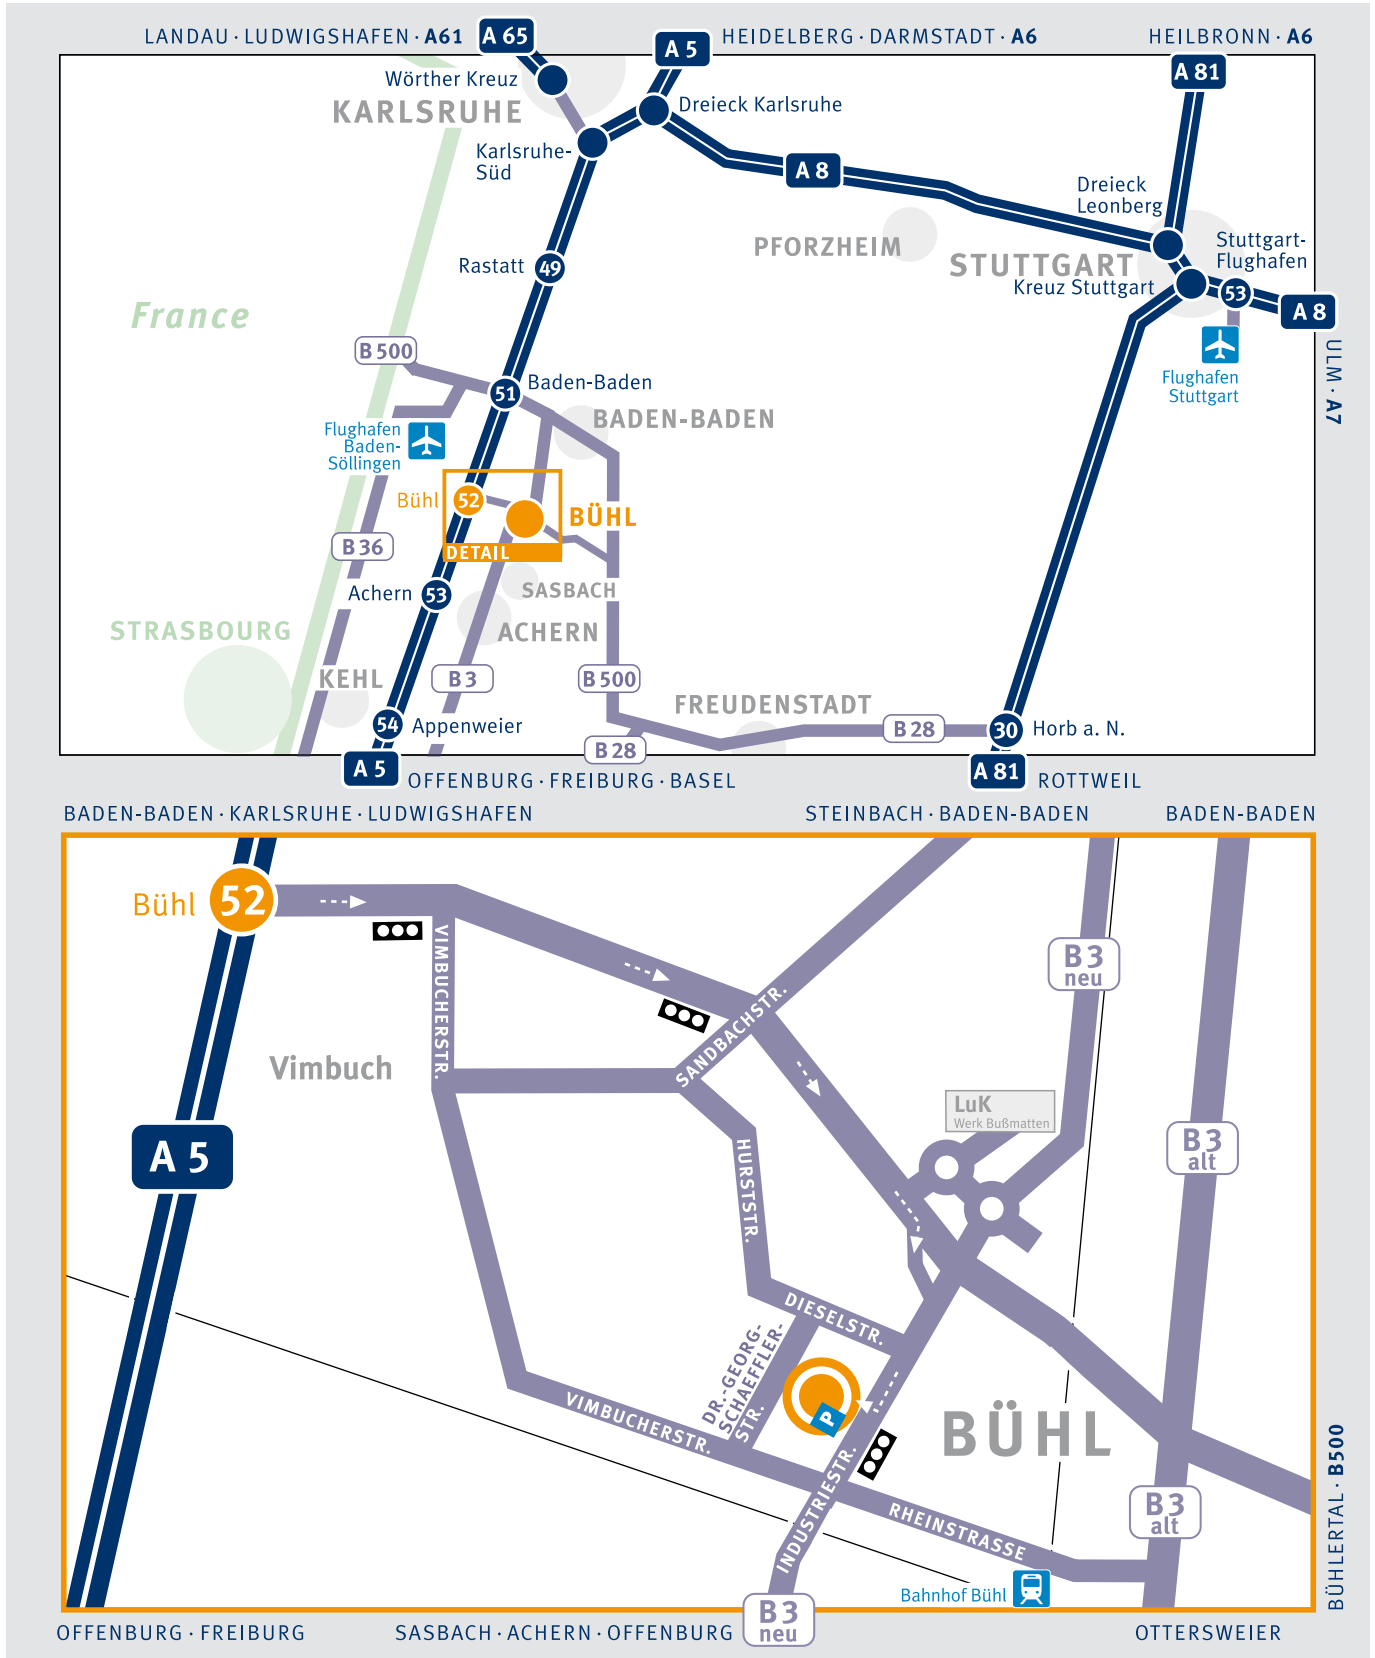 LANDAU · LUDWIGSHAFEN · A61
A 65
A 5
HEIDELBERG · DARMSTADT · A6
HEILBRONN · A6
A 81
Wörther Kreuz
KARLSRUHE
Dreieck Karlsruhe
Karlsruhe-
Süd
A 8
Dreieck
Leonberg
PFORZHEIM
STUTTGART
Stuttgart-
Flughafen
Kreuz Stuttgart
53
A 8
Rastatt
49
France
B 500
Flughafen
Stuttgart
ULM · A7
51
Baden-Baden
BADEN-BADEN
Flughafen
Baden-
Söllingen
Bühl
52
BÜHL
DETAIL
B 36
Achern
53
SASBACH
STRASBOURG
ACHERN
KEHL
B 3
B 500
FREUDENSTADT
54
Appenweier
B 28
B 28
30
Horb a. N.
A 5
OFFENBURG · FREIBURG · BASEL
A 81
ROTTWEIL
BADEN-BADEN · KARLSRUHE · LUDWIGSHAFEN
STEINBACH · BADEN-BADEN
BADEN-BADEN
Bühl
52
VIMBUCHERSTR.
B 3
neu
SANDBACHSTR.
Vimbuch
LuK
Werk Bußmatten
A 5
HURSTSTR.
B 3
alt
DIESELSTR.
DR.-GEORG-
SCHAEFFLER-
STR.
P
VIMBUCHERSTR.
BÜHL
INDUSTRIESTR.
RHEINSTRASSE
B 3
alt
BÜHLERTAL · B500
Bahnhof Bühl
B 3
neu
OFFENBURG · FREIBURG
SASBACH · ACHERN · OFFENBURG
OTTERSWEIER